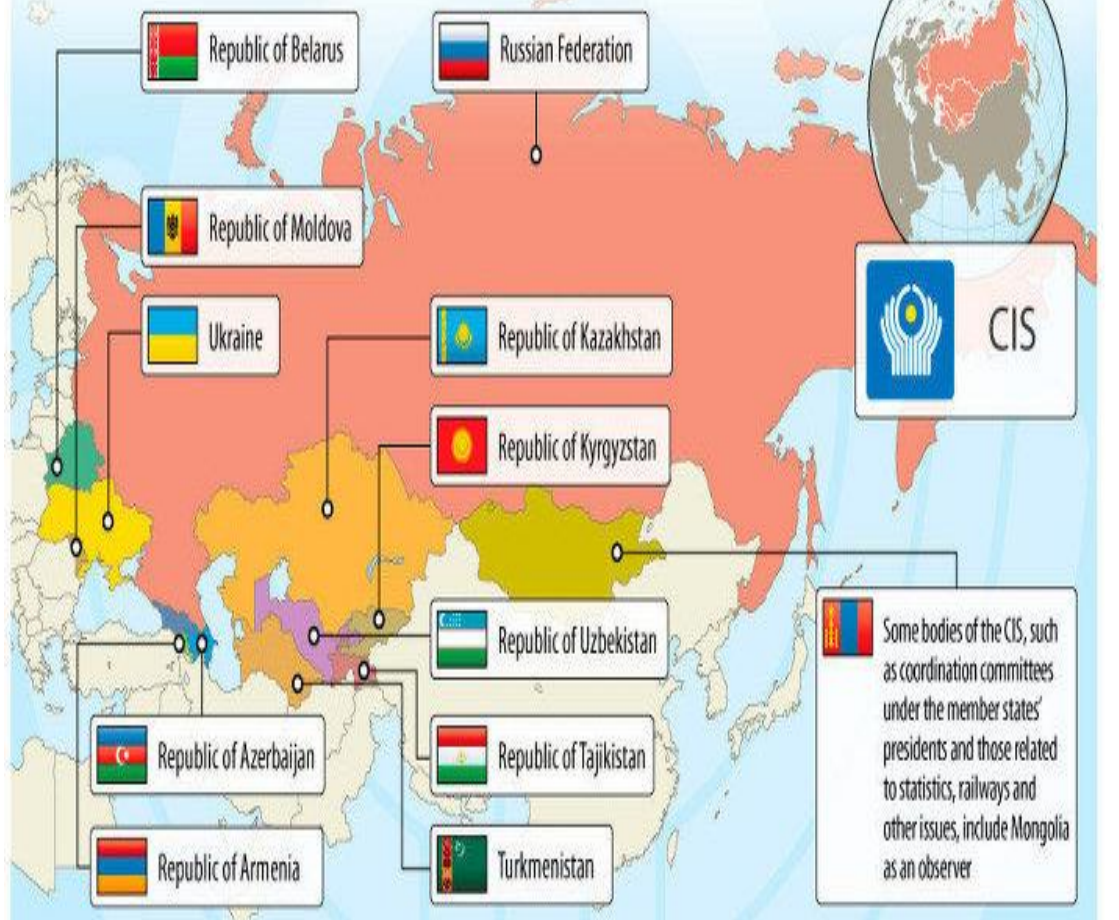 Republic of Belarus
Russian Federation
Republic of Moldova
Ukraine
Republic of Kazakhstan
CIS
Republic of Kyrgyzstan
Republic of Uzbekistan
Republic of Azerbaijan
Republic of Tajikistan
Republic of Armenia
Turkmenistan
Some bodies of the CIS, such
as coordination committees
under the member states’
presidents and those related
to statistics, railways and
other issues, include Mongolia
as an observer